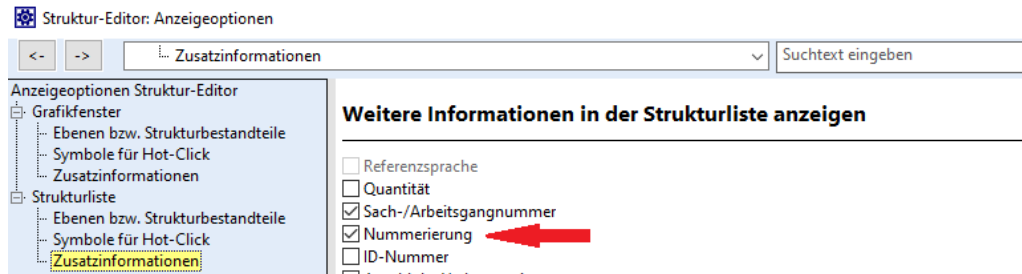 Struktur-Editor: Anzeigeoptionen
<- -> Zusatzinformationen Suchtext eingeben
Anzeigeoptionen Struktur-Editor
Grafikfenster
Ebenen bzw. Strukturbestandteile
Symbole für Hot-Click
Zusatzinformationen
Strukturliste
Ebenen bzw. Strukturbestandteile
Symbole für Hot-Click
Zusatzinformationen
Weitere Informationen in der Strukturliste anzeigen
Referenzsprache
Quantität
Sach-/Arbeitsgangnummer
Nummerierung
ID-Nummer